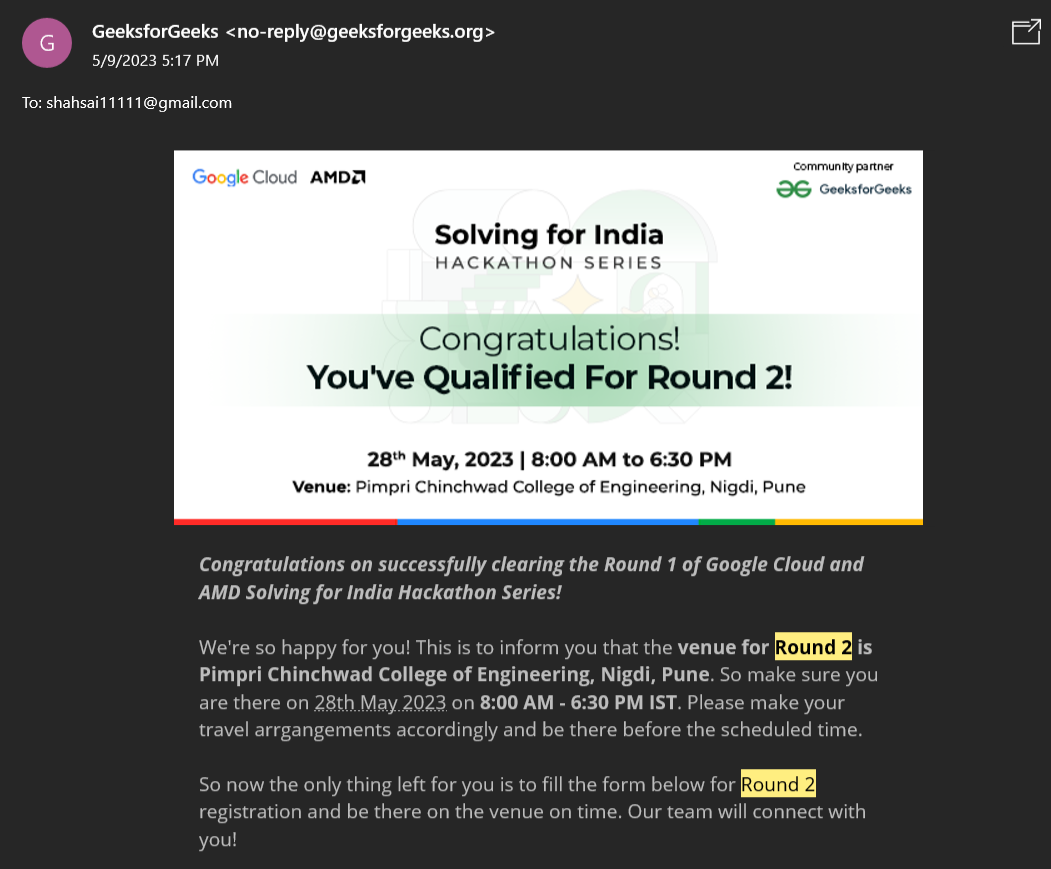 G
GeeksforGeeks <no-reply@geeksforgeeks.org>
5/9/2023 5:17 PM
To: shahsai11111@gmail.com
Google Cloud AMD
Community partner
GeeksforGeeks
Solving for India
HACKATHON SERIES
Congratulations!
You've Qualified For Round 2!
28th May, 2023 | 8:00 AM to 6:30 PM
Venue: Pimpri Chinchwad College of Engineering, Nigdi, Pune
Congratulations on successfully clearing the Round 1 of Google Cloud and
AMD Solving for India Hackathon Series!
We're so happy for you! This is to inform you that the venue for Round 2 is
Pimpri Chinchwad College of Engineering, Nigdi, Pune. So make sure you
are there on 28th May 2023 on 8:00 AM - 6:30 PM IST. Please make your
travel arrgangements accordingly and be there before the scheduled time.
So now the only thing left for you is to fill the form below for Round 2
registration and be there on the venue on time. Our team will connect with
you!